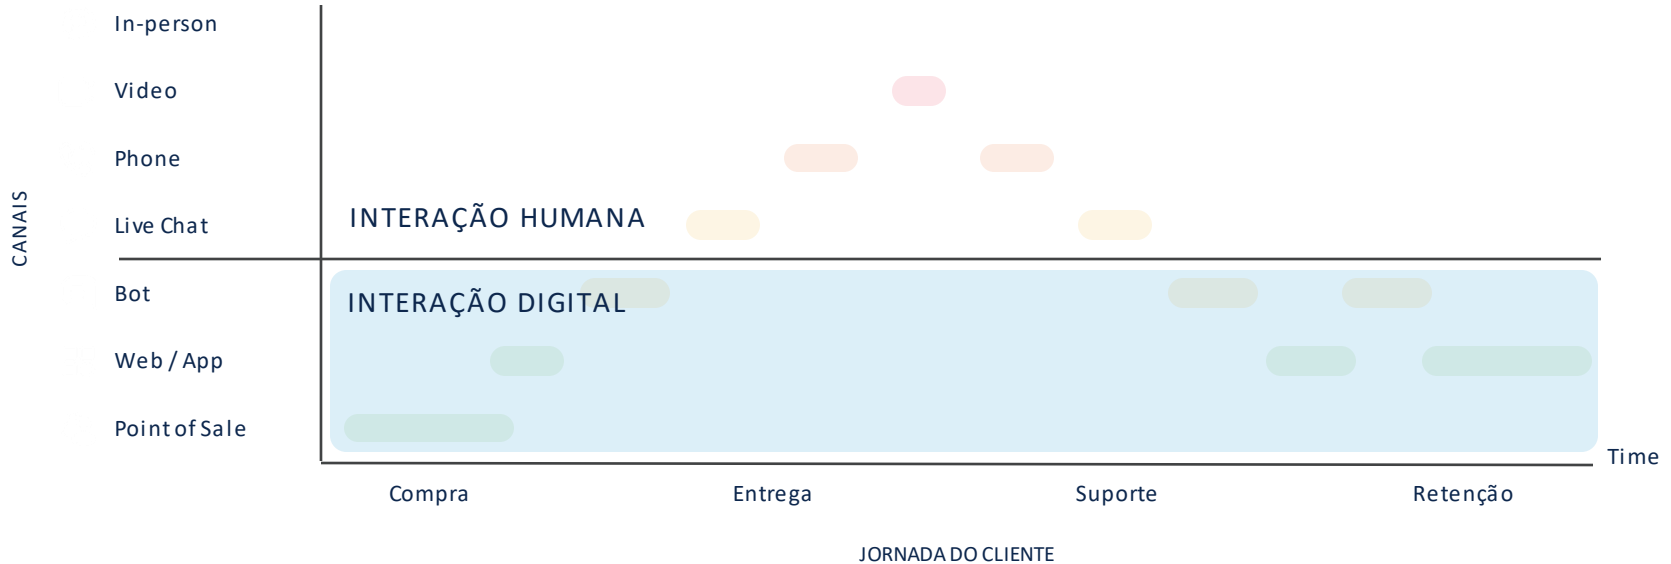 In-person
Video
Phone
Live Chat
CANAIS
INTERAÇÃO HUMANA
Bot
INTERAÇÃO DIGITAL
Web / App
Point of Sale
Time
Compra
Entrega
Suporte
Retenção
JORNADA DO CLIENTE